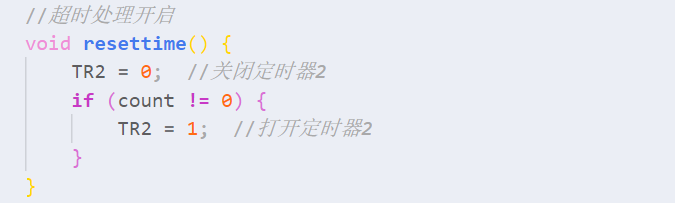 //超时处理开启
void resettime() {
    TR2 = 0;  //关闭定时器2
    if (count != 0) {
        TR2 = 1;  //打开定时器2
    }
}